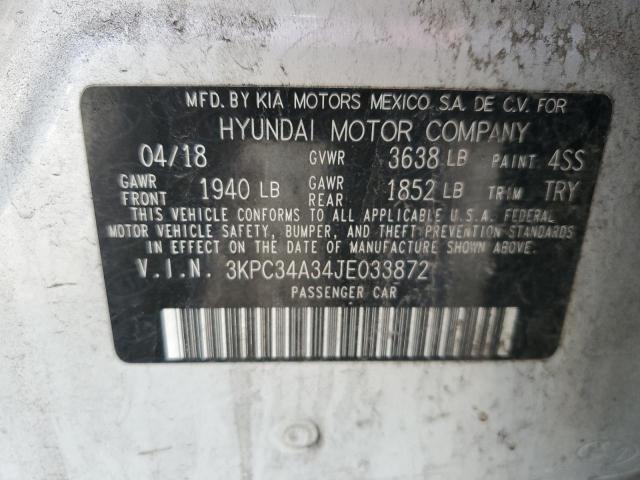 MFD. BY KIA MOTORS MEXICO. S.A. DE C.V. FOR
HYUNDAI MOTOR COMPANY
04/18 GVWR 3638 LB PAINT 4SS
GAWR FRONT 1940 LB GAWR REAR 1852 LB TRIM TRY
THIS VEHICLE CONFORMS TO ALL APPLICABLE U.S.A. FEDERAL
MOTOR VEHICLE SAFETY, BUMPER, AND THEFT PREVENTION STANDARDS
IN EFFECT ON THE DATE OF MANUFACTURE SHOWN ABOVE.
V.I.N. 3KPC34A34JE033872
PASSENGER CAR